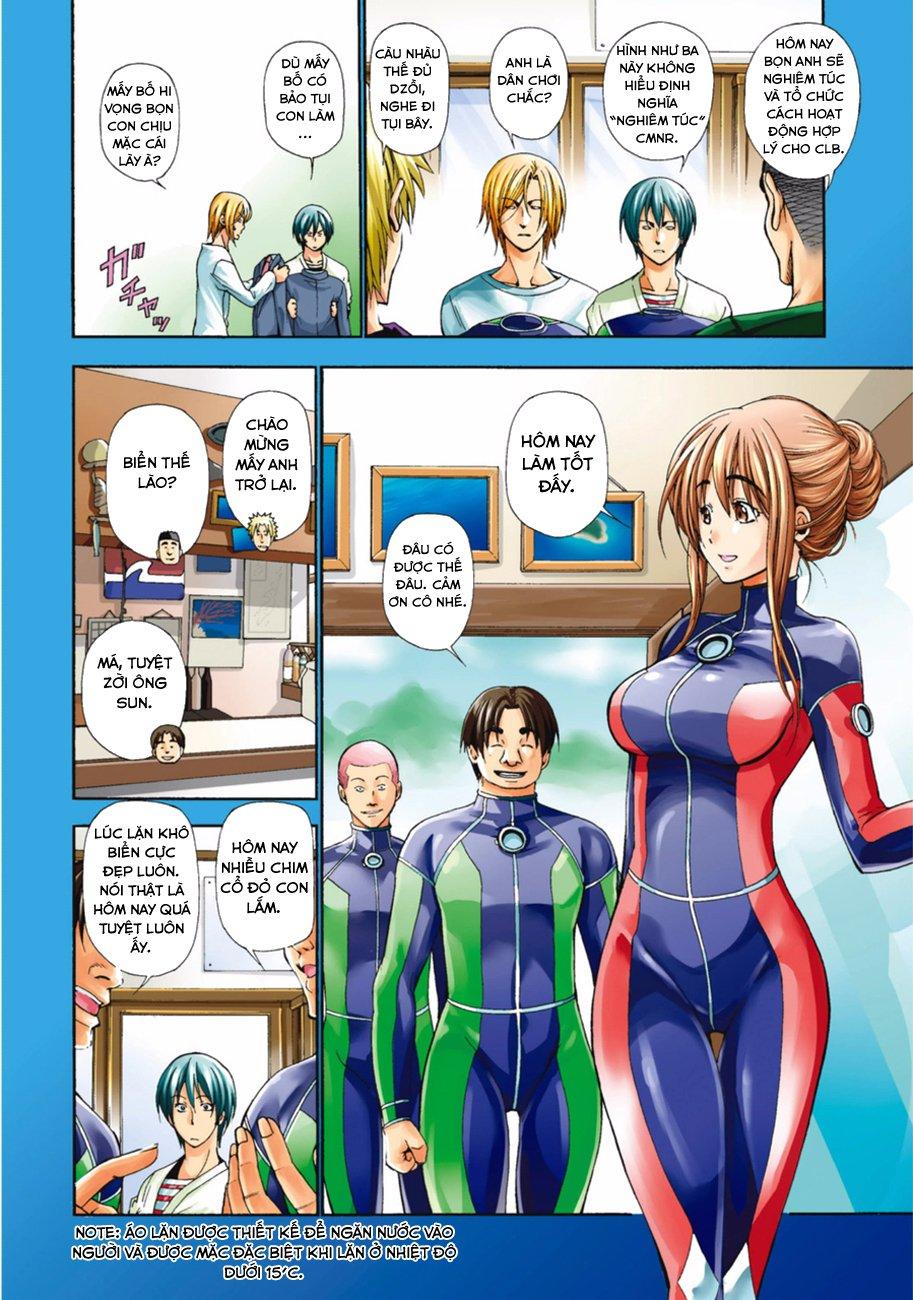 HÔM NAY
BỌN ANH SẼ
NGHIÊM TÚC
VÀ TỔ CHỨC
CÁCH HOẠT
ĐỘNG HỢP
LÝ CHO CLB.
HÌNH NHƯ BA
NÀY KHÔNG
HIỂU ĐỊNH
NGHĨA
"NGHIÊM TÚC"
CMNR.
ANH LÀ
DÂN CHƠI
CHẮC?
CÀU NHÂU
THẾ ĐỦ
DZỒI,
NGHE ĐI
TỤI BÂY.
DÙ MẤY
BỐ CÓ
BẢO TỤI
CON LÀM
...
MẤY BỐ HI
VỌNG BỌN
CON CHỊU
MẶC CÁI
LÀY À?
ガチャッ
HÔM NAY
LÀM TỐT
ĐẤY.
ĐÂU CÓ
ĐƯỢC THẾ
ĐÂU. CẢM
ƠN CÔ NHÉ.
CHÀO
MỪNG
MẤY ANH
TRỞ LẠI.
BIỂN THẾ
LÀO?
MÁ, TUYỆT
ZỜI ÔNG
SUN.
HÔM NAY
NHIỀU CHIM
CỔ ĐỎ CON
LẮM.
LÚC LẶN KHÔ
BIỂN CỰC
ĐẸP LUÔN.
NÓI THẬT LÀ
HÔM NAY QUÁ
TUYỆT LUÔN
ẤY.
NOTE: ÁO LẶN ĐƯỢC THIẾT KẾ ĐỂ NGĂN NƯỚC VÀO
NGƯỜI VÀ ĐƯỢC MẶC ĐẶC BIỆT KHI LẶN Ở NHIỆT ĐỘ
DƯỚI 15°C.